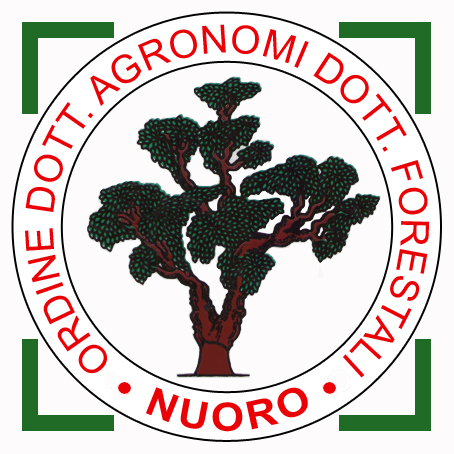 ORDINE DOTT. AGRONOMI DOTT. FORESTALI
• NUORO •